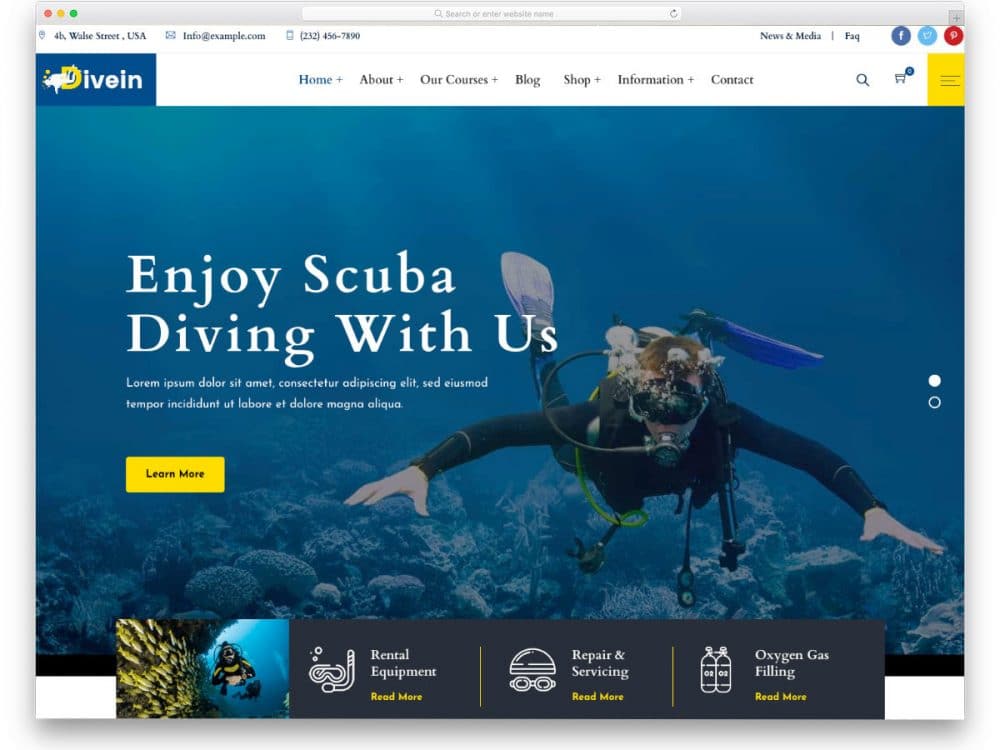 Search or enter website name
4b, Walse Street , USA Info@example.com (232) 456-7890 News & Media | Faq
Divein Home + About + Our Courses + Blog Shop + Information + Contact 0
Enjoy Scuba
Diving With Us
Lorem ipsum dolor sit amet, consectetur adipiscing elit, sed eiusmod
tempor incididunt ut labore et dolore magna aliqua.
Learn More
Rental
Equipment
Read More
Repair &
Servicing
Read More
O2 O2
Oxygen Gas
Filling
Read More